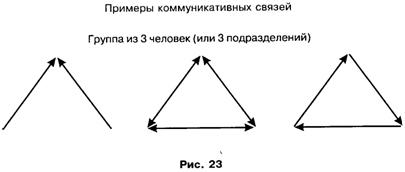 Примеры коммуникативных связей
Группа из 3 человек (или 3 подразделений)
Рис. 23